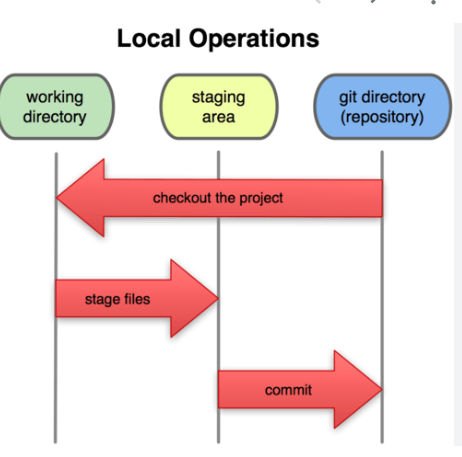 Local Operations
working
directory
staging
area
git directory
(repository)
checkout the project
stage files
commit